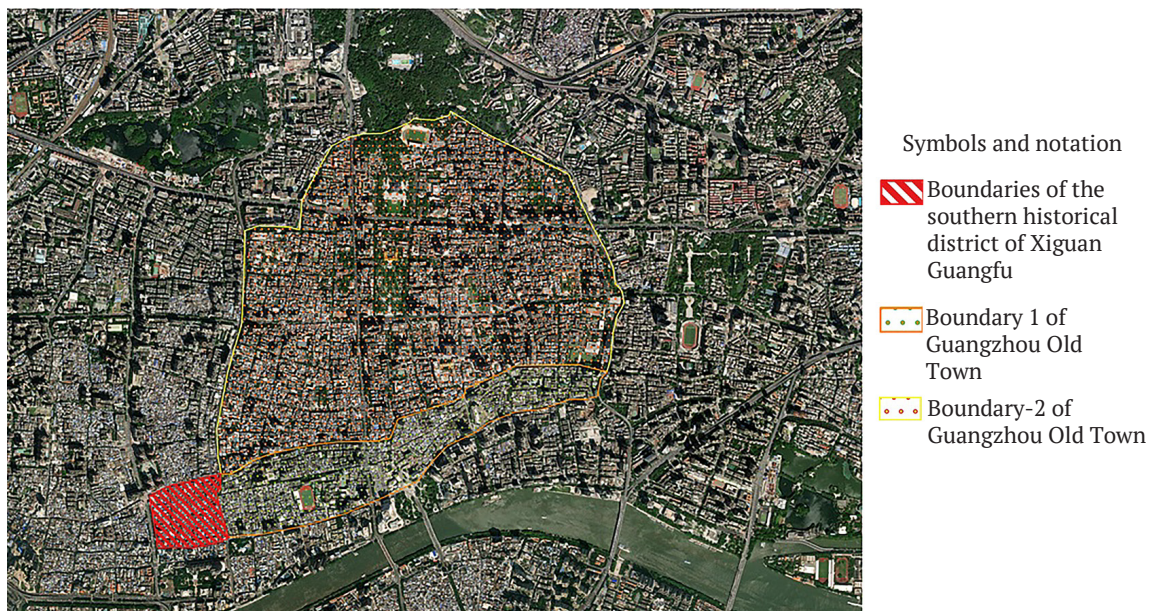 Symbols and notation
Boundaries of the
southern historical
district of Xiguan
Guangfu
Boundary 1 of
Guangzhou Old
Town
Boundary-2 of
Guangzhou Old Town